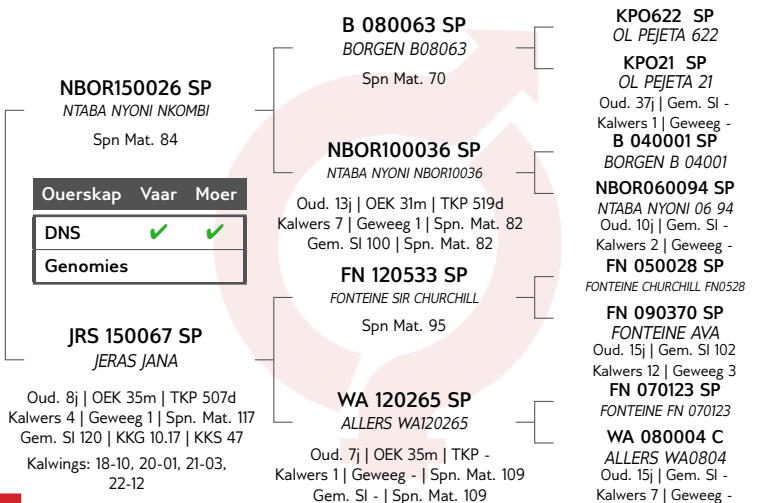 NBOR150026 SP
NTABA NYONI NKOMBI
Spn Mat. 84
Ouerskap Vaar Moer
DNS ✔ ✔
Genomies
JRS 150067 SP
JERAS JANA
Oud. 8j | OEK 35m | TKP 507d
Kalwers 4 | Geweeg 1 | Spn. Mat. 117
Gem. SI 120 | KKG 10.17 | KKS 47
Kalwings: 18-10, 20-01, 21-03,
22-12
B 080063 SP
BORGEN B08063
Spn Mat. 70
NBOR100036 SP
NTABA NYONI NBOR10036
Oud. 13j | OEK 31m | TKP 519d
Kalwers 7 | Geweeg 1 | Spn. Mat. 82
Gem. SI 100 | Spn. Mat. 82
FN 120533 SP
FONTEINE SIR CHURCHILL
Spn Mat. 95
WA 120265 SP
ALLERS WA120265
Oud. 7j | OEK 35m | TKP -
Kalwers 1 | Geweeg - | Spn. Mat. 109
Gem. SI - | Spn. Mat. 109
KPO622 SP
OL PEJETA 622
KPO21 SP
OL PEJETA 21
Oud. 37j | Gem. SI -
Kalwers 1 | Geweeg -
B 040001 SP
BORGEN B 04001
NBOR060094 SP
NTABA NYONI 06 94
Oud. 10j | Gem. SI -
Kalwers 2 | Geweeg -
FN 050028 SP
FONTEINE CHURCHILL FN0528
FN 090370 SP
FONTEINE AVA
Oud. 15j | Gem. SI 102
Kalwers 12 | Geweeg 3
FN 070123 SP
FONTEINE FN 070123
WA 080004 C
ALLERS WA0804
Oud. 15j | Gem. SI -
Kalwers 7 | Geweeg -